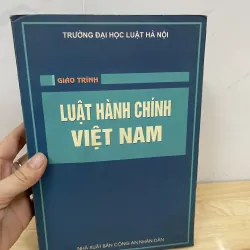 TRƯỜNG ĐẠI HỌC LUẬT HÀ NỘI
GIÁO TRÌNH
LUẬT HÀNH CHÍNH
VIỆT NAM
NHÀ XUẤT BẢN CÔNG AN NHÂN DÂN